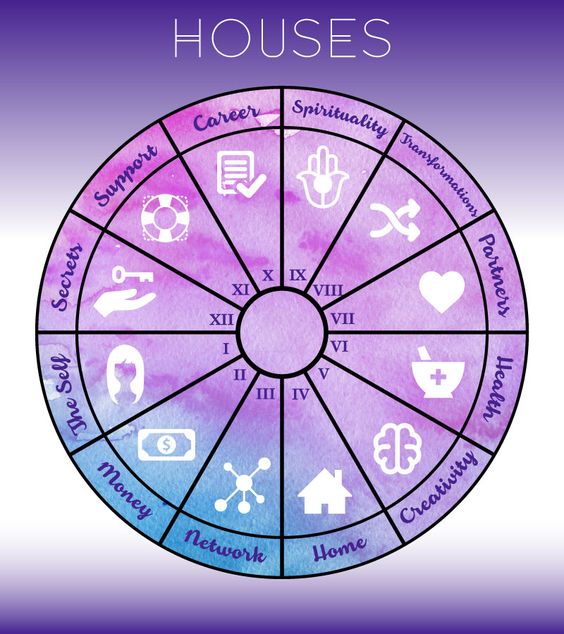 HOUSES
Career
Spirituality
Transformations
Partners
Health
Creativity
Home
Network
Money
The Self
Secrets
Support
X
IX
VIII
VII
VI
V
IV
III
II
I
XII
XI
$